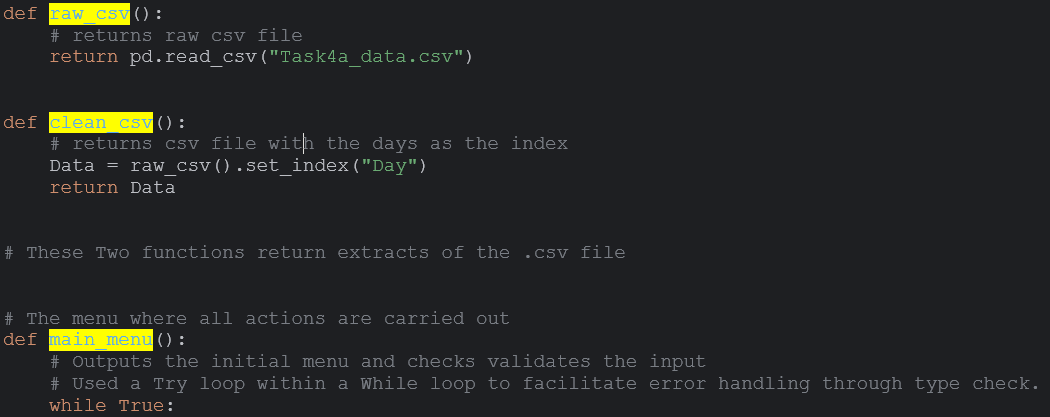 def raw_csv():
    # returns raw csv file
    return pd.read_csv("Task4a_data.csv")
def clean_csv():
    # returns csv file with the days as the index
    Data = raw_csv().set_index("Day")
    return Data
# These Two functions return extracts of the .csv file
# The menu where all actions are carried out
def main_menu():
    # Outputs the initial menu and checks validates the input
    # Used a Try loop within a While loop to facilitate error handling through type check.
    while True: